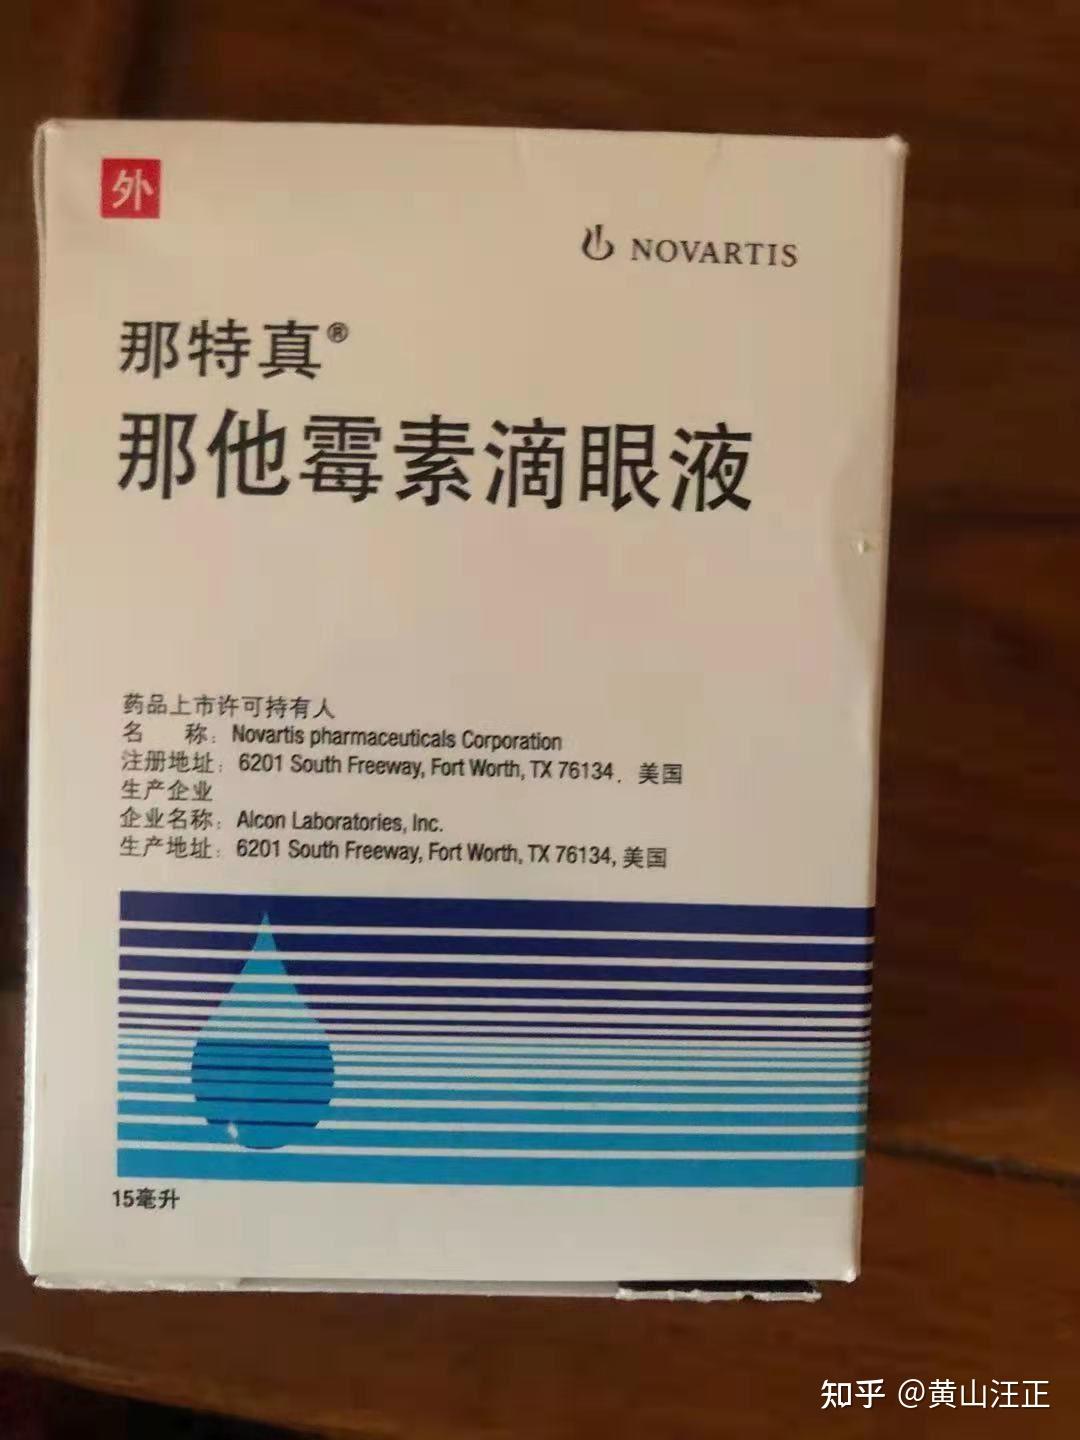 外
NOVARTIS
那特真®
那他霉素滴眼液
药品上市许可持有人
名 称：Novartis pharmaceuticals Corporation
注册地址：6201 South Freeway, Fort Worth, TX 76134．美国
生产企业
企业名称：Alcon Laboratories, Inc.
生产地址：6201 South Freeway, Fort Worth, TX 76134, 美国
15毫升
知乎 @黄山汪正